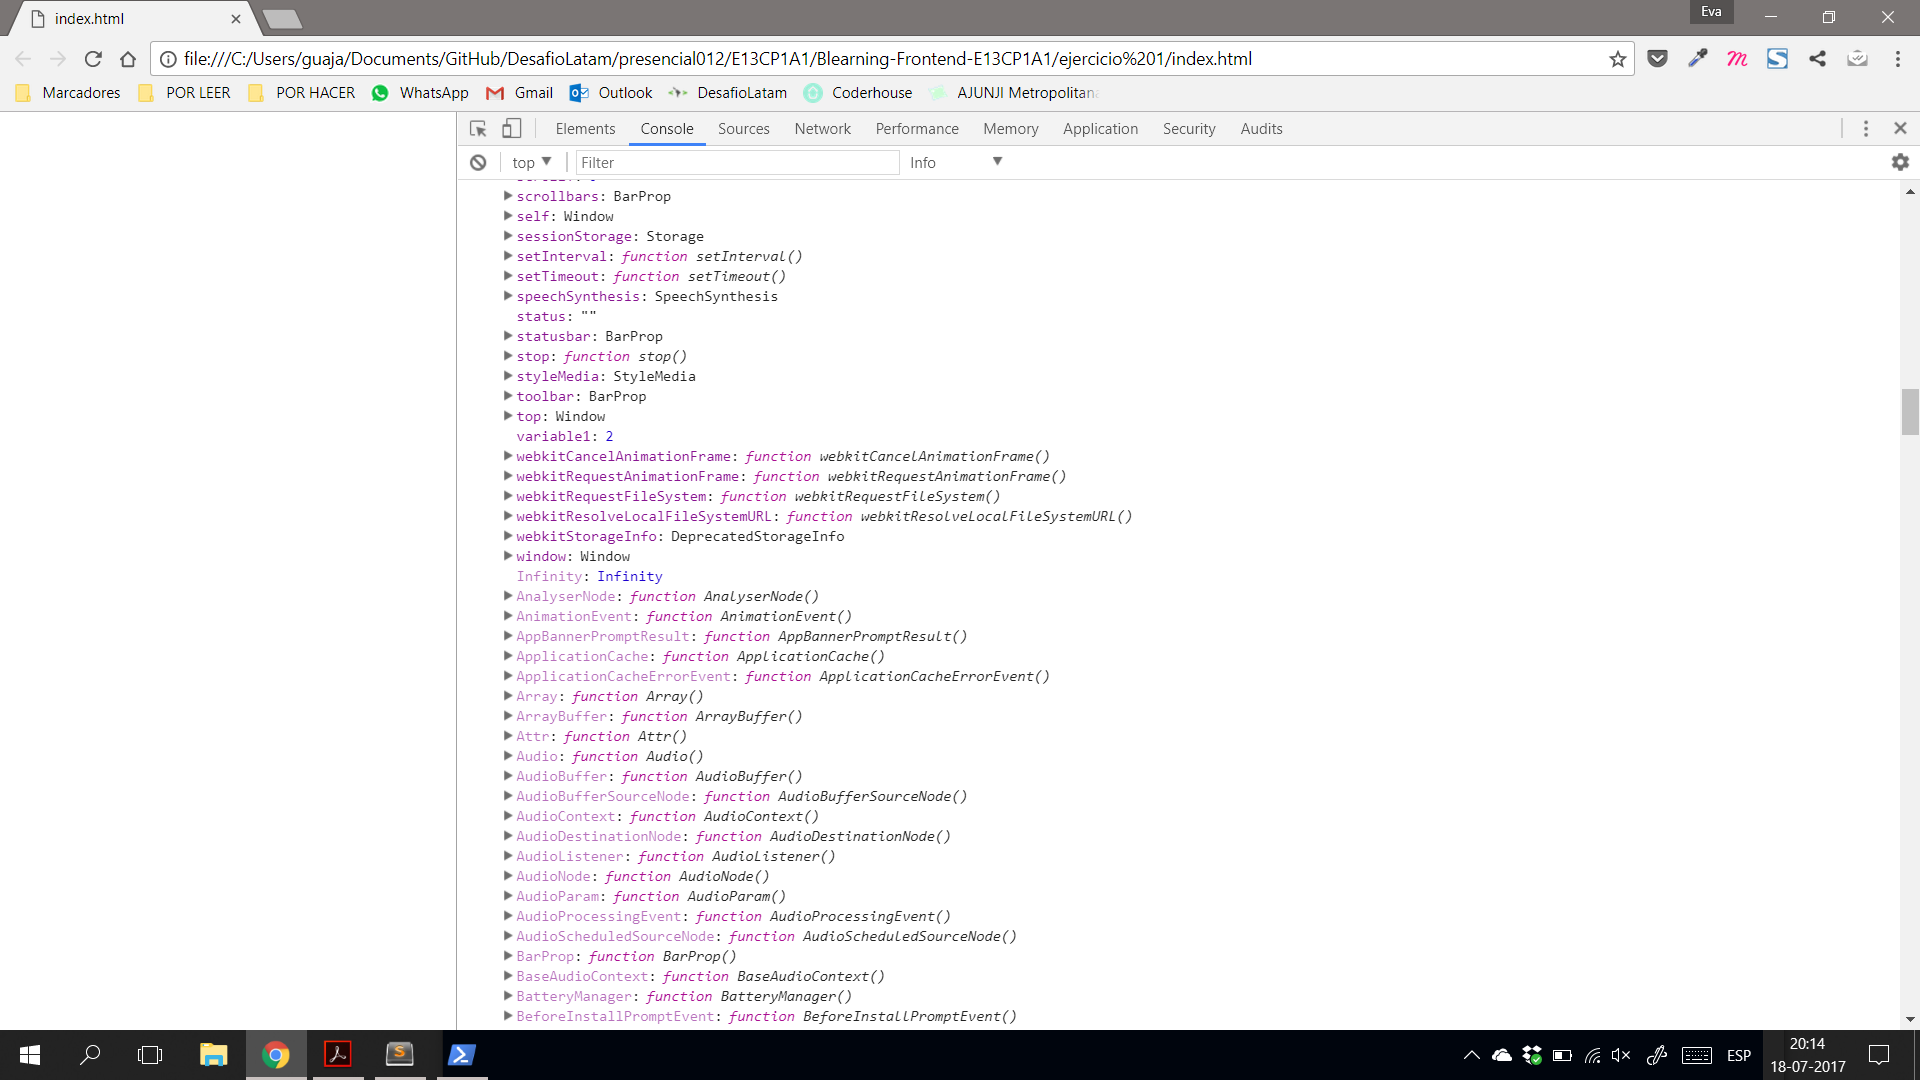 index.html
Eva
file:///C:/Users/guaja/Documents/GitHub/DesafioLatam/presencial012/E13CP1A1/Blearning-Frontend-E13CP1A1/ejercicio%201/index.html
Marcadores POR LEER POR HACER WhatsApp Gmail Outlook DesafioLatam Coderhouse AJUNJI Metropolitana
Elements Console Sources Network Performance Memory Application Security Audits
top Filter Info
scrollbars: BarProp
self: Window
sessionStorage: Storage
setInterval: function setInterval()
setTimeout: function setTimeout()
speechSynthesis: SpeechSynthesis
status: ""
statusbar: BarProp
stop: function stop()
styleMedia: StyleMedia
toolbar: BarProp
top: Window
variable1: 2
webkitCancelAnimationFrame: function webkitCancelAnimationFrame()
webkitRequestAnimationFrame: function webkitRequestAnimationFrame()
webkitRequestFileSystem: function webkitRequestFileSystem()
webkitResolveLocalFileSystemURL: function webkitResolveLocalFileSystemURL()
webkitStorageInfo: DeprecatedStorageInfo
window: Window
Infinity: Infinity
AnalyserNode: function AnalyserNode()
AnimationEvent: function AnimationEvent()
AppBannerPromptResult: function AppBannerPromptResult()
ApplicationCache: function ApplicationCache()
ApplicationCacheErrorEvent: function ApplicationCacheErrorEvent()
Array: function Array()
ArrayBuffer: function ArrayBuffer()
Attr: function Attr()
Audio: function Audio()
AudioBuffer: function AudioBuffer()
AudioBufferSourceNode: function AudioBufferSourceNode()
AudioContext: function AudioContext()
AudioDestinationNode: function AudioDestinationNode()
AudioListener: function AudioListener()
AudioNode: function AudioNode()
AudioParam: function AudioParam()
AudioProcessingEvent: function AudioProcessingEvent()
AudioScheduledSourceNode: function AudioScheduledSourceNode()
BarProp: function BarProp()
BaseAudioContext: function BaseAudioContext()
BatteryManager: function BatteryManager()
BeforeInstallPromptEvent: function BeforeInstallPromptEvent()
ESP
20:14
18-07-2017